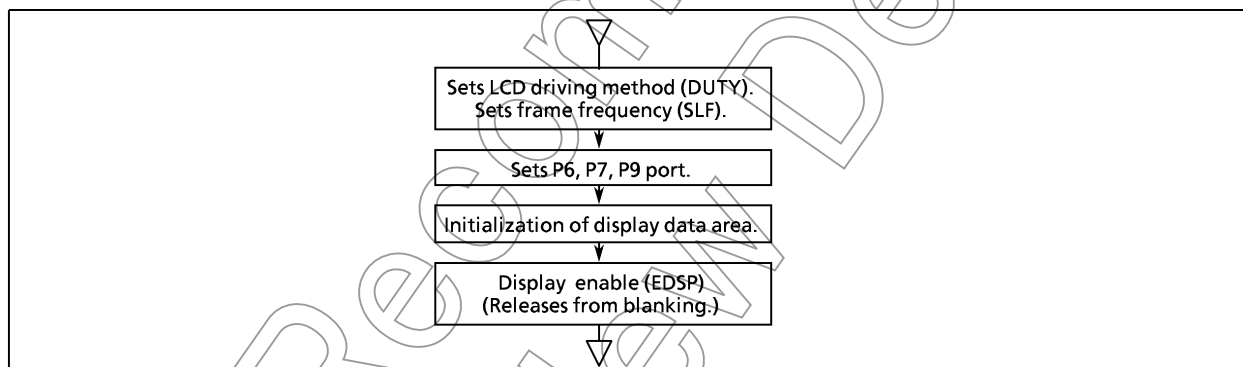 Sets LCD driving method (DUTY).
Sets frame frequency (SLF).
Sets P6, P7, P9 port.
Initialization of display data area.
Display enable (EDSP)
(Releases from blanking.)